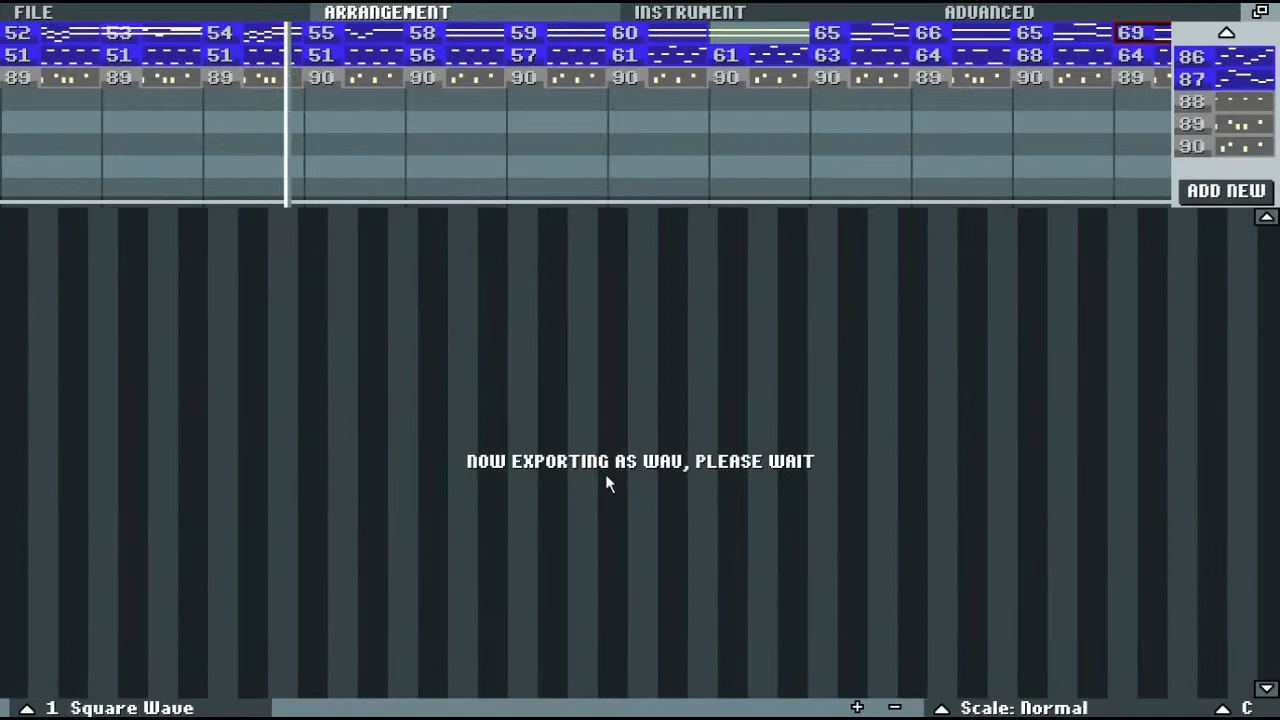 FILE ARRANGEMENT INSTRUMENT ADVANCED
52 53 54 55 58 59 60 65 66 65 69
51 51 51 51 56 57 61 61 63 64 68 64 86
89 89 89 90 90 90 90 90 90 89 90 89 87
88
89
90
ADD NEW
NOW EXPORTING AS WAV, PLEASE WAIT
1 Square Wave + - Scale: Normal C